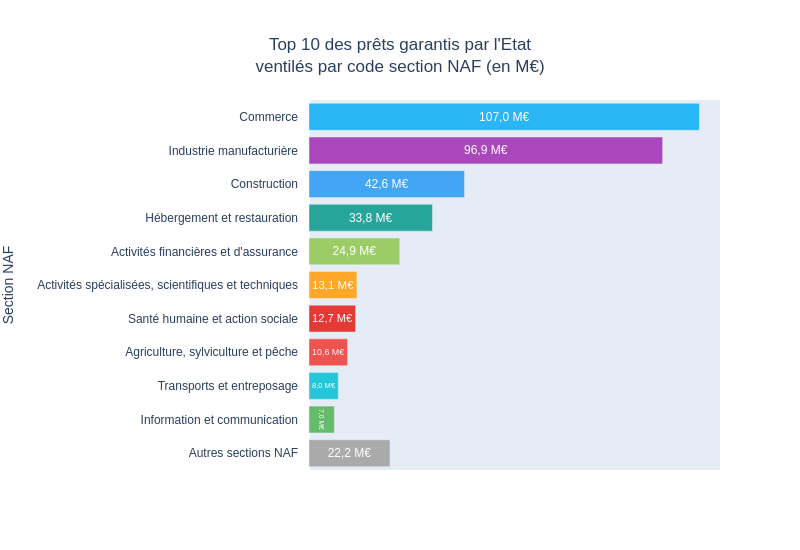 Top 10 des prêts garantis par l'Etat
ventilés par code section NAF (en M€)
Section NAF
Commerce 107,0 M€
Industrie manufacturière 96,9 M€
Construction 42,6 M€
Hébergement et restauration 33,8 M€
Activités financières et d'assurance 24,9 M€
Activités spécialisées, scientifiques et techniques 13,1 M€
Santé humaine et action sociale 12,7 M€
Agriculture, sylviculture et pêche 10,6 M€
Transports et entreposage 8,0 M€
Information et communication 7,0 M€
Autres sections NAF 22,2 M€